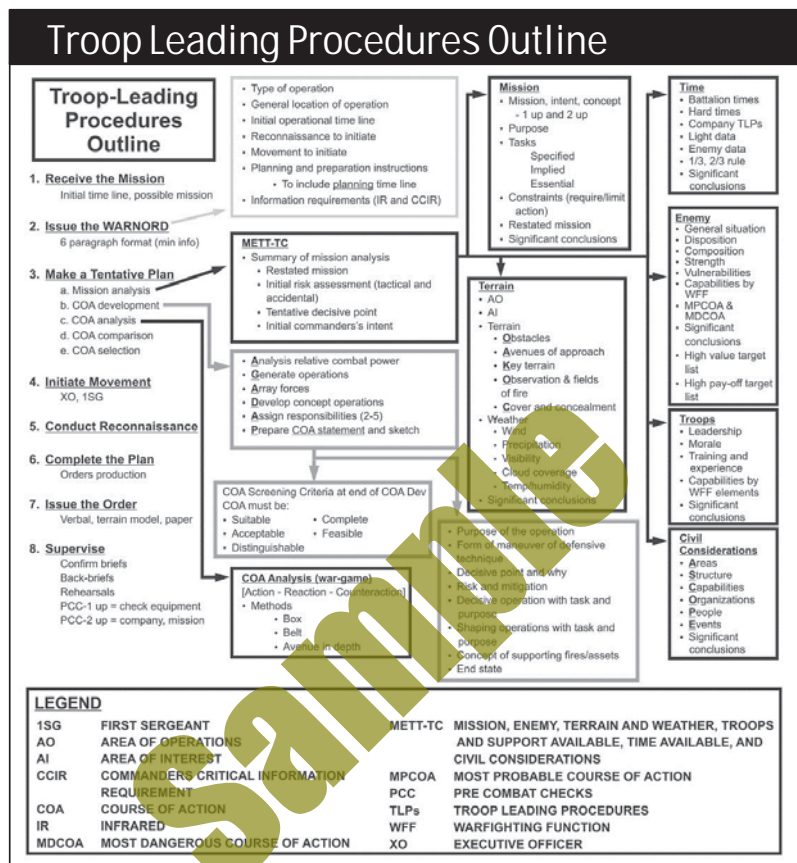 Troop Leading Procedures Outline
Troop-Leading
Procedures
Outline
1. Receive the Mission
Initial time line, possible mission
2. Issue the WARNORD
6 paragraph format (min info)
3. Make a Tentative Plan
a. Mission analysis
b. COA development
c. COA analysis
d. COA comparison
e. COA selection
4. Initiate Movement
XO, 1SG
5. Conduct Reconnaissance
6. Complete the Plan
Orders production
7. Issue the Order
Verbal, terrain model, paper
8. Supervise
Confirm briefs
Back-briefs
Rehearsals
PCC-1 up = check equipment
PCC-2 up = company, mission
• Type of operation
• General location of operation
• Initial operational time line
• Reconnaissance to initiate
• Movement to initiate
• Planning and preparation instructions
• To include planning time line
• Information requirements (IR and CCIR)
METT-TC
• Summary of mission analysis
• Restated mission
• Initial risk assessment (tactical and
accidental)
• Tentative decisive point
• Initial commanders's intent
• Analysis relative combat power
• Generate operations
• Array forces
• Develop concept operations
• Assign responsibilities (2-5)
• Prepare COA statement and sketch
COA Screening Criteria at end of COA Dev
COA must be:
• Suitable • Complete
• Acceptable • Feasible
• Distinguishable
COA Analysis (war-game)
[Action - Reaction - Counteraction]
• Methods
• Box
• Belt
• Avenue in depth
Mission
• Mission, intent, concept
- 1 up and 2 up
• Purpose
• Tasks
Specified
Implied
Essential
• Constraints (require/limit
action)
• Restated mission
• Significant conclusions
Terrain
• AO
• AI
• Terrain
• Obstacles
• Avenues of approach
• Key terrain
• Observation & fields
of fire
• Cover and concealment
• Weather
• Wind
• Precipitation
• Visibility
• Cloud coverage
• Temp/humidity
• Significant conclusions
• Purpose of the operation
• Form of maneuver of defensive
technique
• Decisive point and why
• Risk and mitigation
• Decisive operation with task and
purpose
• Shaping operations with task and
purpose
• Concept of supporting fires/assets
• End state
Time
• Battalion times
• Hard times
• Company TLPs
• Light data
• Enemy data
• 1/3, 2/3 rule
• Significant
conclusions
Enemy
• General situation
• Disposition
• Composition
• Strength
• Vulnerabilities
• Capabilities by
WFF
• MPCOA &
MDCOA
• Significant
conclusions
• High value target
list
• High pay-off target
list
Troops
• Leadership
• Morale
• Training and
experience
• Capabilities by
WFF elements
• Significant
conclusions
Civil
Considerations
• Areas
• Structure
• Capabilities
• Organizations
• People
• Events
• Significant
conclusions
Sample
LEGEND
1SG FIRST SERGEANT
AO AREA OF OPERATIONS
AI AREA OF INTEREST
CCIR COMMANDERS CRITICAL INFORMATION
REQUIREMENT
COA COURSE OF ACTION
IR INFRARED
MDCOA MOST DANGEROUS COURSE OF ACTION
METT-TC MISSION, ENEMY, TERRAIN AND WEATHER, TROOPS
AND SUPPORT AVAILABLE, TIME AVAILABLE, AND
CIVIL CONSIDERATIONS
MPCOA MOST PROBABLE COURSE OF ACTION
PCC PRE COMBAT CHECKS
TLPs TROOP LEADING PROCEDURES
WFF WARFIGHTING FUNCTION
XO EXECUTIVE OFFICER